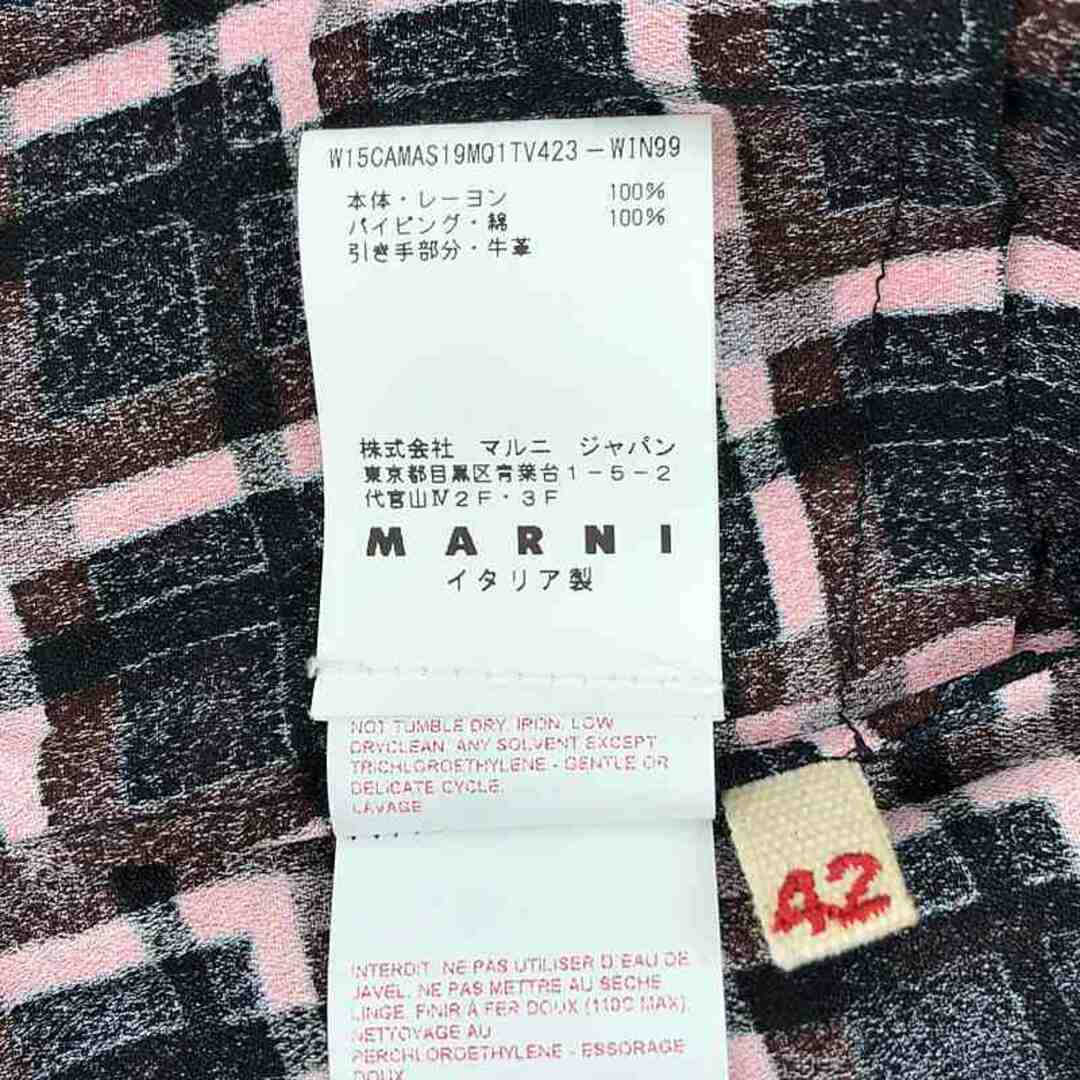 W15CAMAS19MQ1TV423-WIN99
本体・レーヨン 100%
パイピング・綿 100%
引き手部分・牛革
株式会社 マルニ ジャパン
東京都目黒区青葉台1-5-2
代官山Ⅳ2F・3F
MARNI
イタリア製
NOT TUMBLE DRY, IRON, LOW
DRYCLEAN, ANY SOLVENT EXCEPT
TRICHLOROETHYLENE - GENTLE OR
DELICATE CYCLE.
LAVAGE
42
INTERDIT. NE PAS UTILISER D'EAU DE
JAVEL. NE PAS METTRE AU SECHE
LINGE. FINIR A FER DOUX (110C MAX).
NETTOYAGE AU
PERCHLOROETHYLENE - ESSORAGE
DOUX